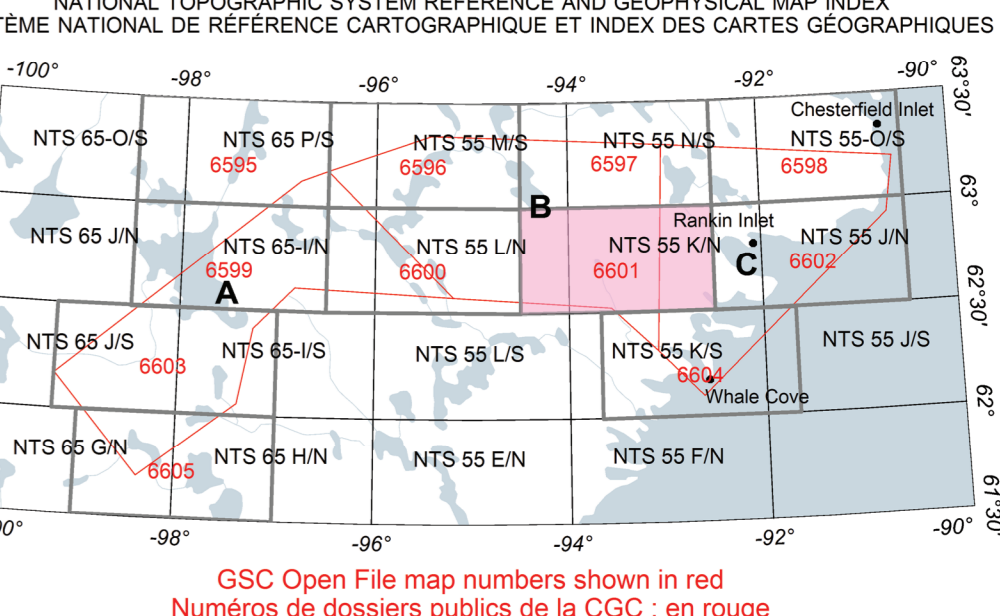 NATIONAL TOPOGRAPHIC SYSTEM REFERENCE AND GEOPHYSICAL MAP INDEX
TÈME NATIONAL DE RÉFÉRENCE CARTOGRAPHIQUE ET INDEX DES CARTES GÉOGRAPHIQUES
-100° -98° -96° -94° -92° -90°
63°30'
Chesterfield Inlet
NTS 65-O/S NTS 65 P/S NTS 55 M/S NTS 55 N/S NTS 55-O/S
6595 6596 6597 6598
63°
B
Rankin Inlet
NTS 65 J/N NTS 65-I/N NTS 55 L/N NTS 55 K/N NTS 55 J/N
6599 6600 6601 C 6602
A
62°30'
NTS 65 J/S NTS 65-I/S NTS 55 L/S NTS 55 K/S NTS 55 J/S
6603 6604
Whale Cove
62°
NTS 65 G/N NTS 65 H/N NTS 55 E/N NTS 55 F/N
6605
61°30'
00° -98° -96° -94° -92° -90°
GSC Open File map numbers shown in red
Numéros de dossiers publics de la CGC : en rouge